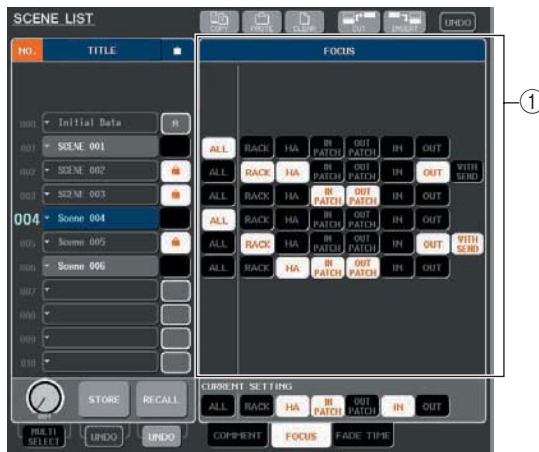 SCENE LIST
COPY PASTE CLEAR CUT INSERT UNDO
NO. TITLE FOCUS
1
000 Initial Data R
001 SCENE 001 ALL RACK HA IN PATCH OUT PATCH IN OUT
002 SCENE 002 ALL RACK HA IN PATCH OUT PATCH IN OUT WITH SEND
003 SCENE 003 ALL RACK HA IN PATCH OUT PATCH IN OUT
004 Scene 004 ALL RACK HA IN PATCH OUT PATCH IN OUT
005 Scene 005 ALL RACK HA IN PATCH OUT PATCH IN OUT WITH SEND
006 Scene 006 ALL RACK HA IN PATCH OUT PATCH IN OUT
007
008
009
010
CURRENT SETTING
004 STORE RECALL ALL RACK HA IN PATCH OUT PATCH IN OUT
MULTI SELECT UNDO UNDO COMMENT FOCUS FADE TIME